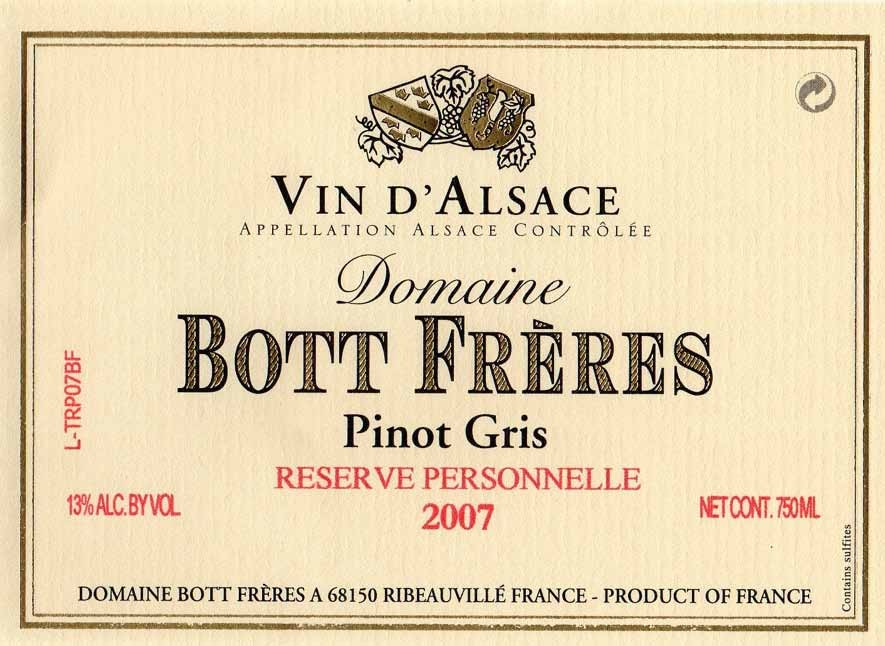 VIN D'ALSACE
APPELLATION ALSACE CONTRÔLÉE
Domaine
BOTT FRÈRES
Pinot Gris
RESERVE PERSONNELLE
2007
L-TRP07BF
13% ALC. BY VOL
NET CONT. 750 ML
Contains sulfites
DOMAINE BOTT FRÈRES A 68150 RIBEAUVILLÉ FRANCE - PRODUCT OF FRANCE